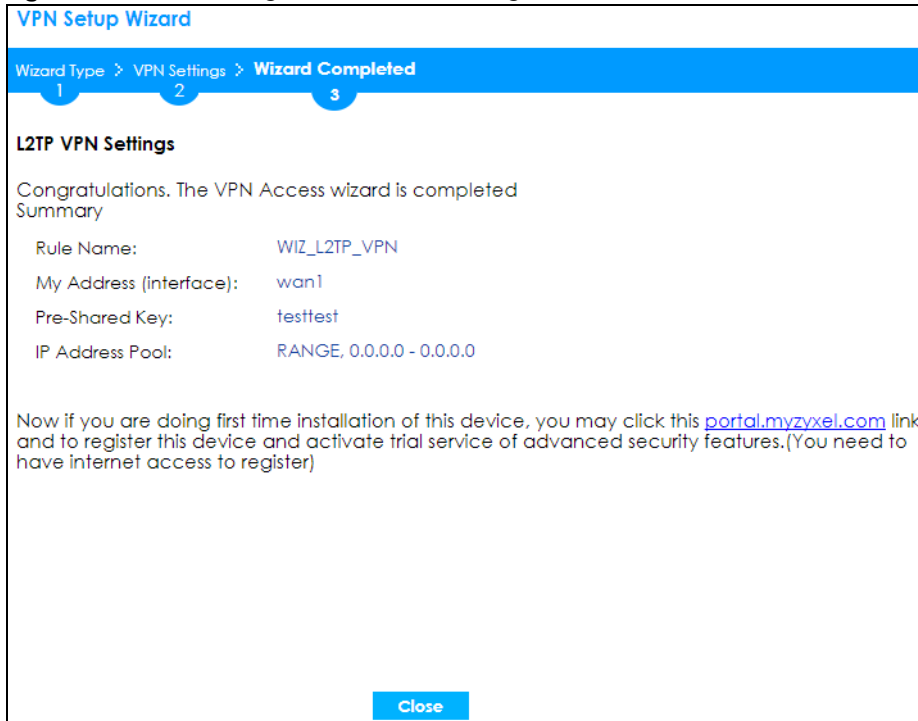 VPN Setup Wizard
Wizard Type > VPN Settings > Wizard Completed
1 2 3
L2TP VPN Settings
Congratulations. The VPN Access wizard is completed
Summary
Rule Name: WIZ_L2TP_VPN
My Address (interface): wan1
Pre-Shared Key: testtest
IP Address Pool: RANGE, 0.0.0.0 - 0.0.0.0
Now if you are doing first time installation of this device, you may click this portal.myzyxel.com link
and to register this device and activate trial service of advanced security features.(You need to
have internet access to register)
Close